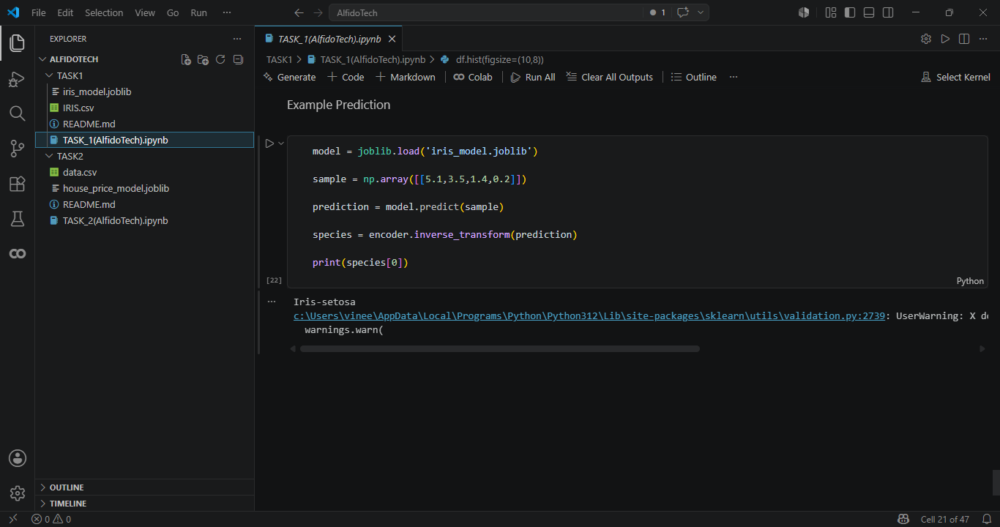 File Edit Selection View Go Run ···
AlfidoTech
1
EXPLORER
ALFIDOTECH
TASK1
iris_model.joblib
IRIS.csv
README.md
TASK_1(AlfidoTech).ipynb
TASK2
data.csv
house_price_model.joblib
README.md
TASK_2(AlfidoTech).ipynb
OUTLINE
TIMELINE
TASK_1(AlfidoTech).ipynb
TASK1 > TASK_1(AlfidoTech).ipynb > df.hist(figsize=(10,8))
Generate + Code + Markdown Colab Run All Clear All Outputs Outline ··· Select Kernel
Example Prediction
model = joblib.load('iris_model.joblib')
sample = np.array([[5.1,3.5,1.4,0.2]])
prediction = model.predict(sample)
species = encoder.inverse_transform(prediction)
print(species[0])
[22]
Python
Iris-setosa
c:\Users\vinee\AppData\Local\Programs\Python\Python312\Lib\site-packages\sklearn\utils\validation.py:2739: UserWarning: X
warnings.warn(
0 0
Cell 21 of 47